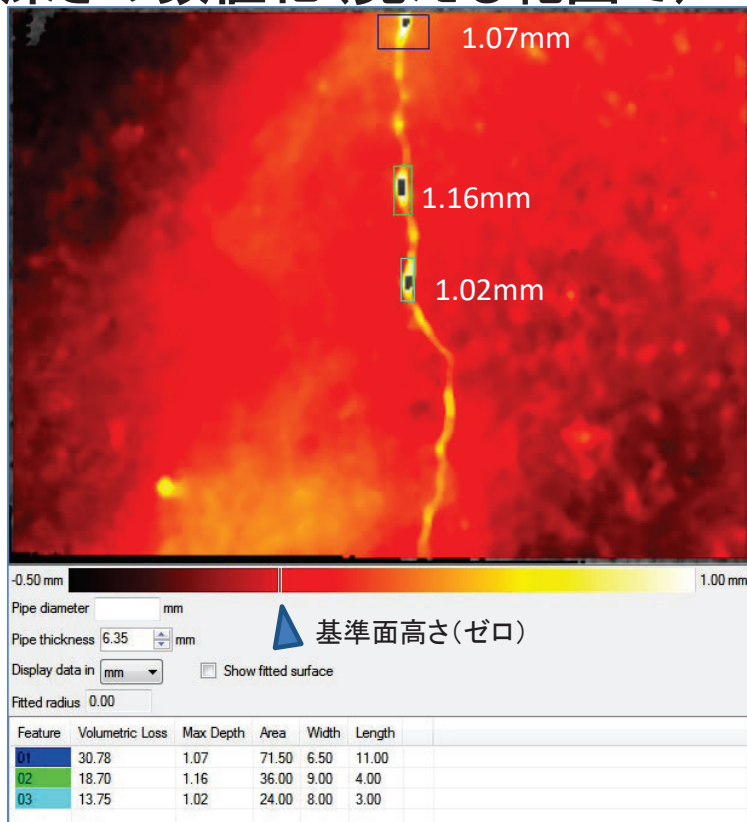 1.07mm
1.16mm
1.02mm
-0.50 mm
1.00 mm
Pipe diameter mm
基準面高さ(ゼロ)
Pipe thickness 6.35 mm
Display data in mm Show fitted surface
Fitted radius 0.00
Feature Volumetric Loss Max Depth Area Width Length
01 30.78 1.07 71.50 6.50 11.00
02 18.70 1.16 36.00 9.00 4.00
03 13.75 1.02 24.00 8.00 3.00